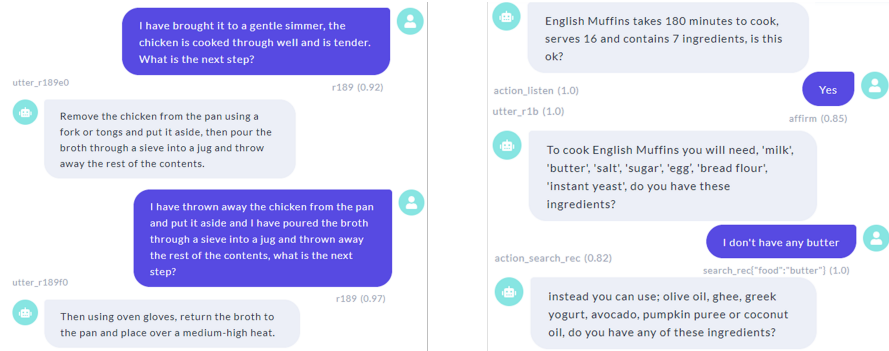 I have brought it to a gentle simmer, the
chicken is cooked through well and is tender.
What is the next step?
r189 (0.92)
utter_r189e0
Remove the chicken from the pan using a
fork or tongs and put it aside, then pour the
broth through a sieve into a jug and throw
away the rest of the contents.
I have thrown away the chicken from the pan
and put it aside and I have poured the broth
through a sieve into a jug and thrown away
the rest of the contents, what is the next
step?
r189 (0.97)
utter_r189f0
Then using oven gloves, return the broth to
the pan and place over a medium-high heat.
English Muffins takes 180 minutes to cook,
serves 16 and contains 7 ingredients, is this
ok?
Yes
affirm (0.85)
action_listen (1.0)
utter_r1b (1.0)
To cook English Muffins you will need, 'milk',
'butter', 'salt', 'sugar', 'egg', 'bread flour',
'instant yeast', do you have these
ingredients?
I don't have any butter
search_rec{"food":"butter"} (1.0)
action_search_rec (0.82)
instead you can use; olive oil, ghee, greek
yogurt, avocado, pumpkin puree or coconut
oil, do you have any of these ingredients?